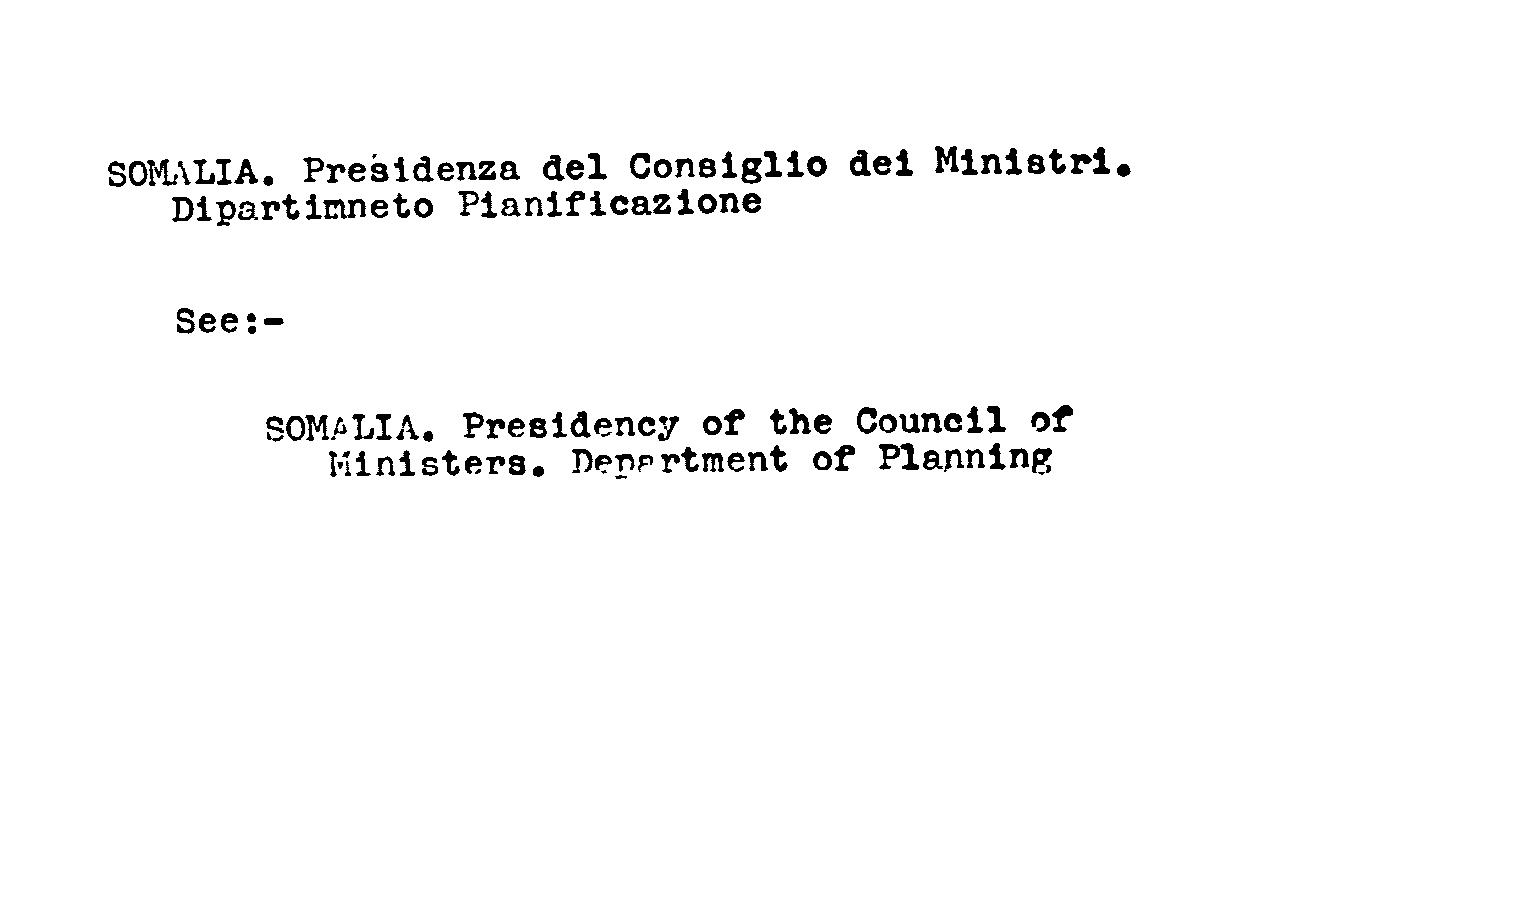 SOMALIA. Presidenza del Consiglio dei Ministri.
Dipartimneto Pianificazione
See:-
SOMALIA. Presidency of the Council of
Ministers. Department of Planning